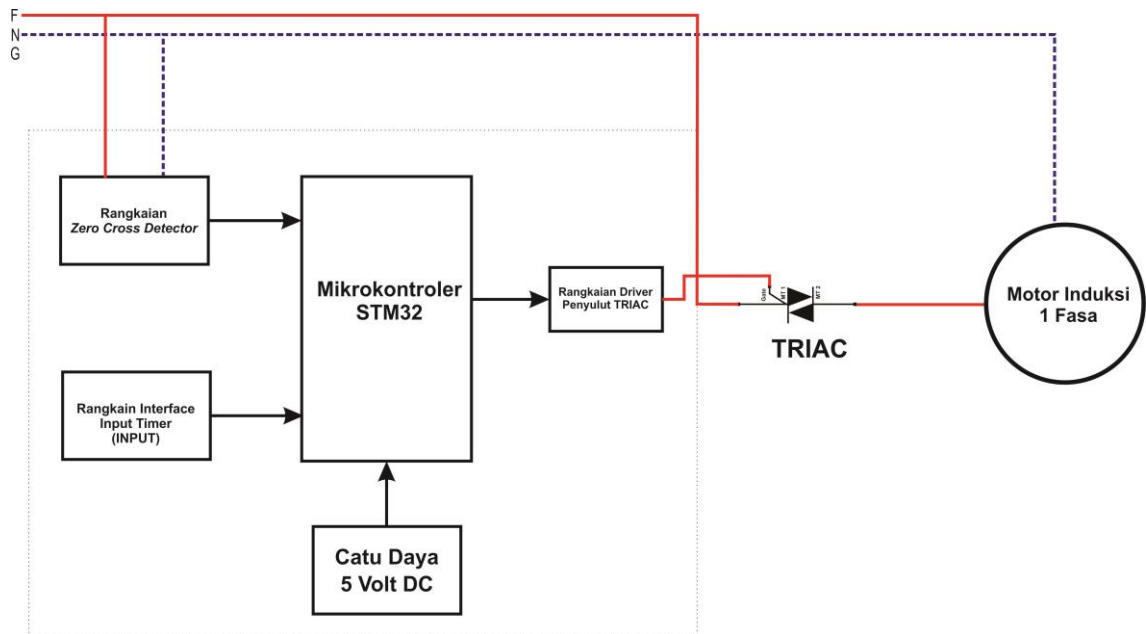 F
N
G
Rangkaian
Zero Cross Detector
Mikrokontroler
STM32
Rangkaian Driver
Penyulut TRIAC
Gate
MT 1
MT 2
TRIAC
Motor Induksi
1 Fasa
Rangkain Interface
Input Timer
(INPUT)
Catu Daya
5 Volt DC